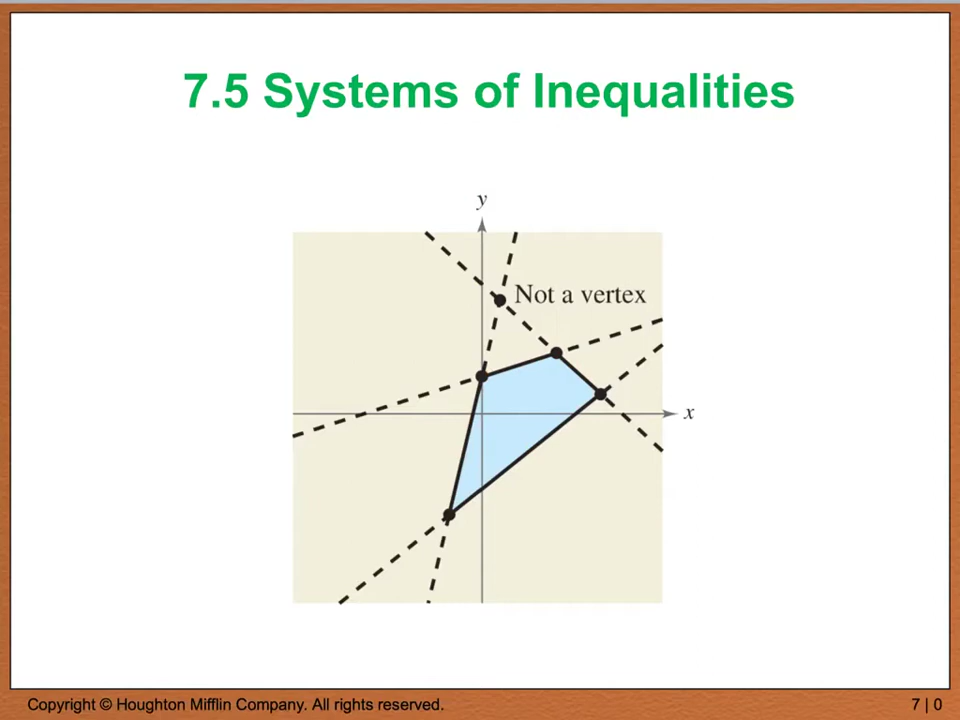 7.5 Systems of Inequalities
y
Not a vertex
x
Copyright © Houghton Mifflin Company. All rights reserved.
7 | 0